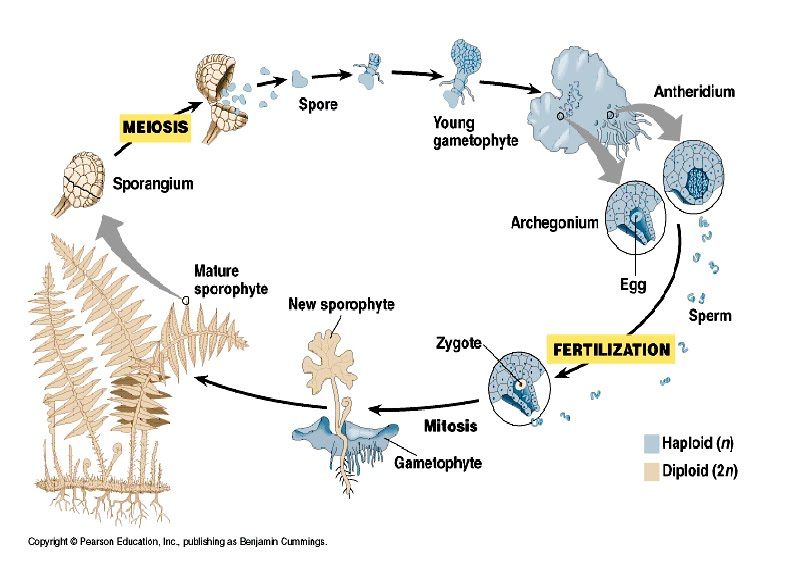 Spore
Antheridium
MEIOSIS
Young
gametophyte
Sporangium
Archegonium
Mature
sporophyte
Egg
New sporophyte
Sperm
Zygote
FERTILIZATION
Mitosis
Haploid (n)
Gametophyte
Diploid (2n)
Copyright © Pearson Education, Inc., publishing as Benjamin Cummings.